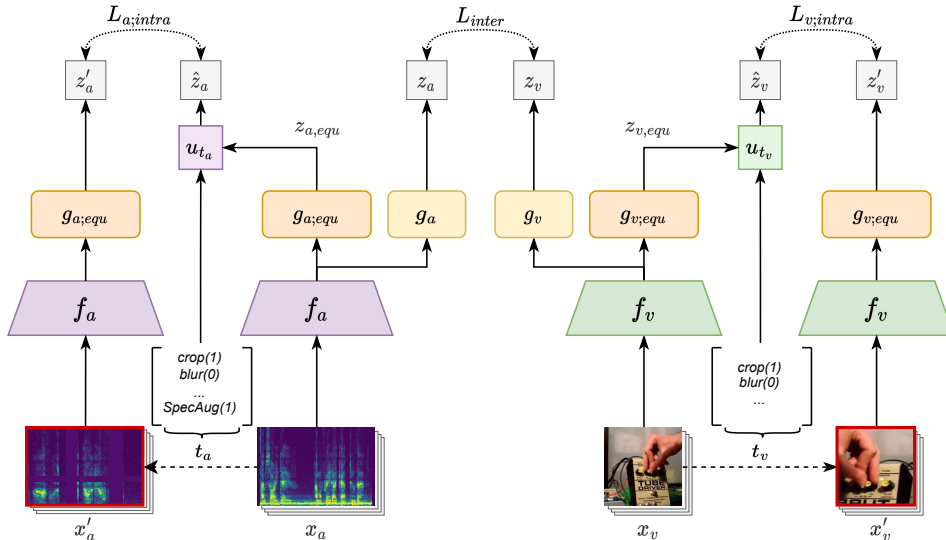 L_{a;intra} L_{inter} L_{v;intra}
z'_a ẑ_a z_a z_v ẑ_v z'_v
z_{a,equ} z_{v,equ}
u_{t_a} u_{t_v}
g_{a;equ} g_{a;equ} g_a g_v g_{v;equ} g_{v;equ}
f_a f_a f_v f_v
crop(1)
blur(0)
...
SpecAug(1)
crop(1)
blur(0)
...
t_a t_v
TUBE
DRIVER
x'_a x_a x_v x'_v